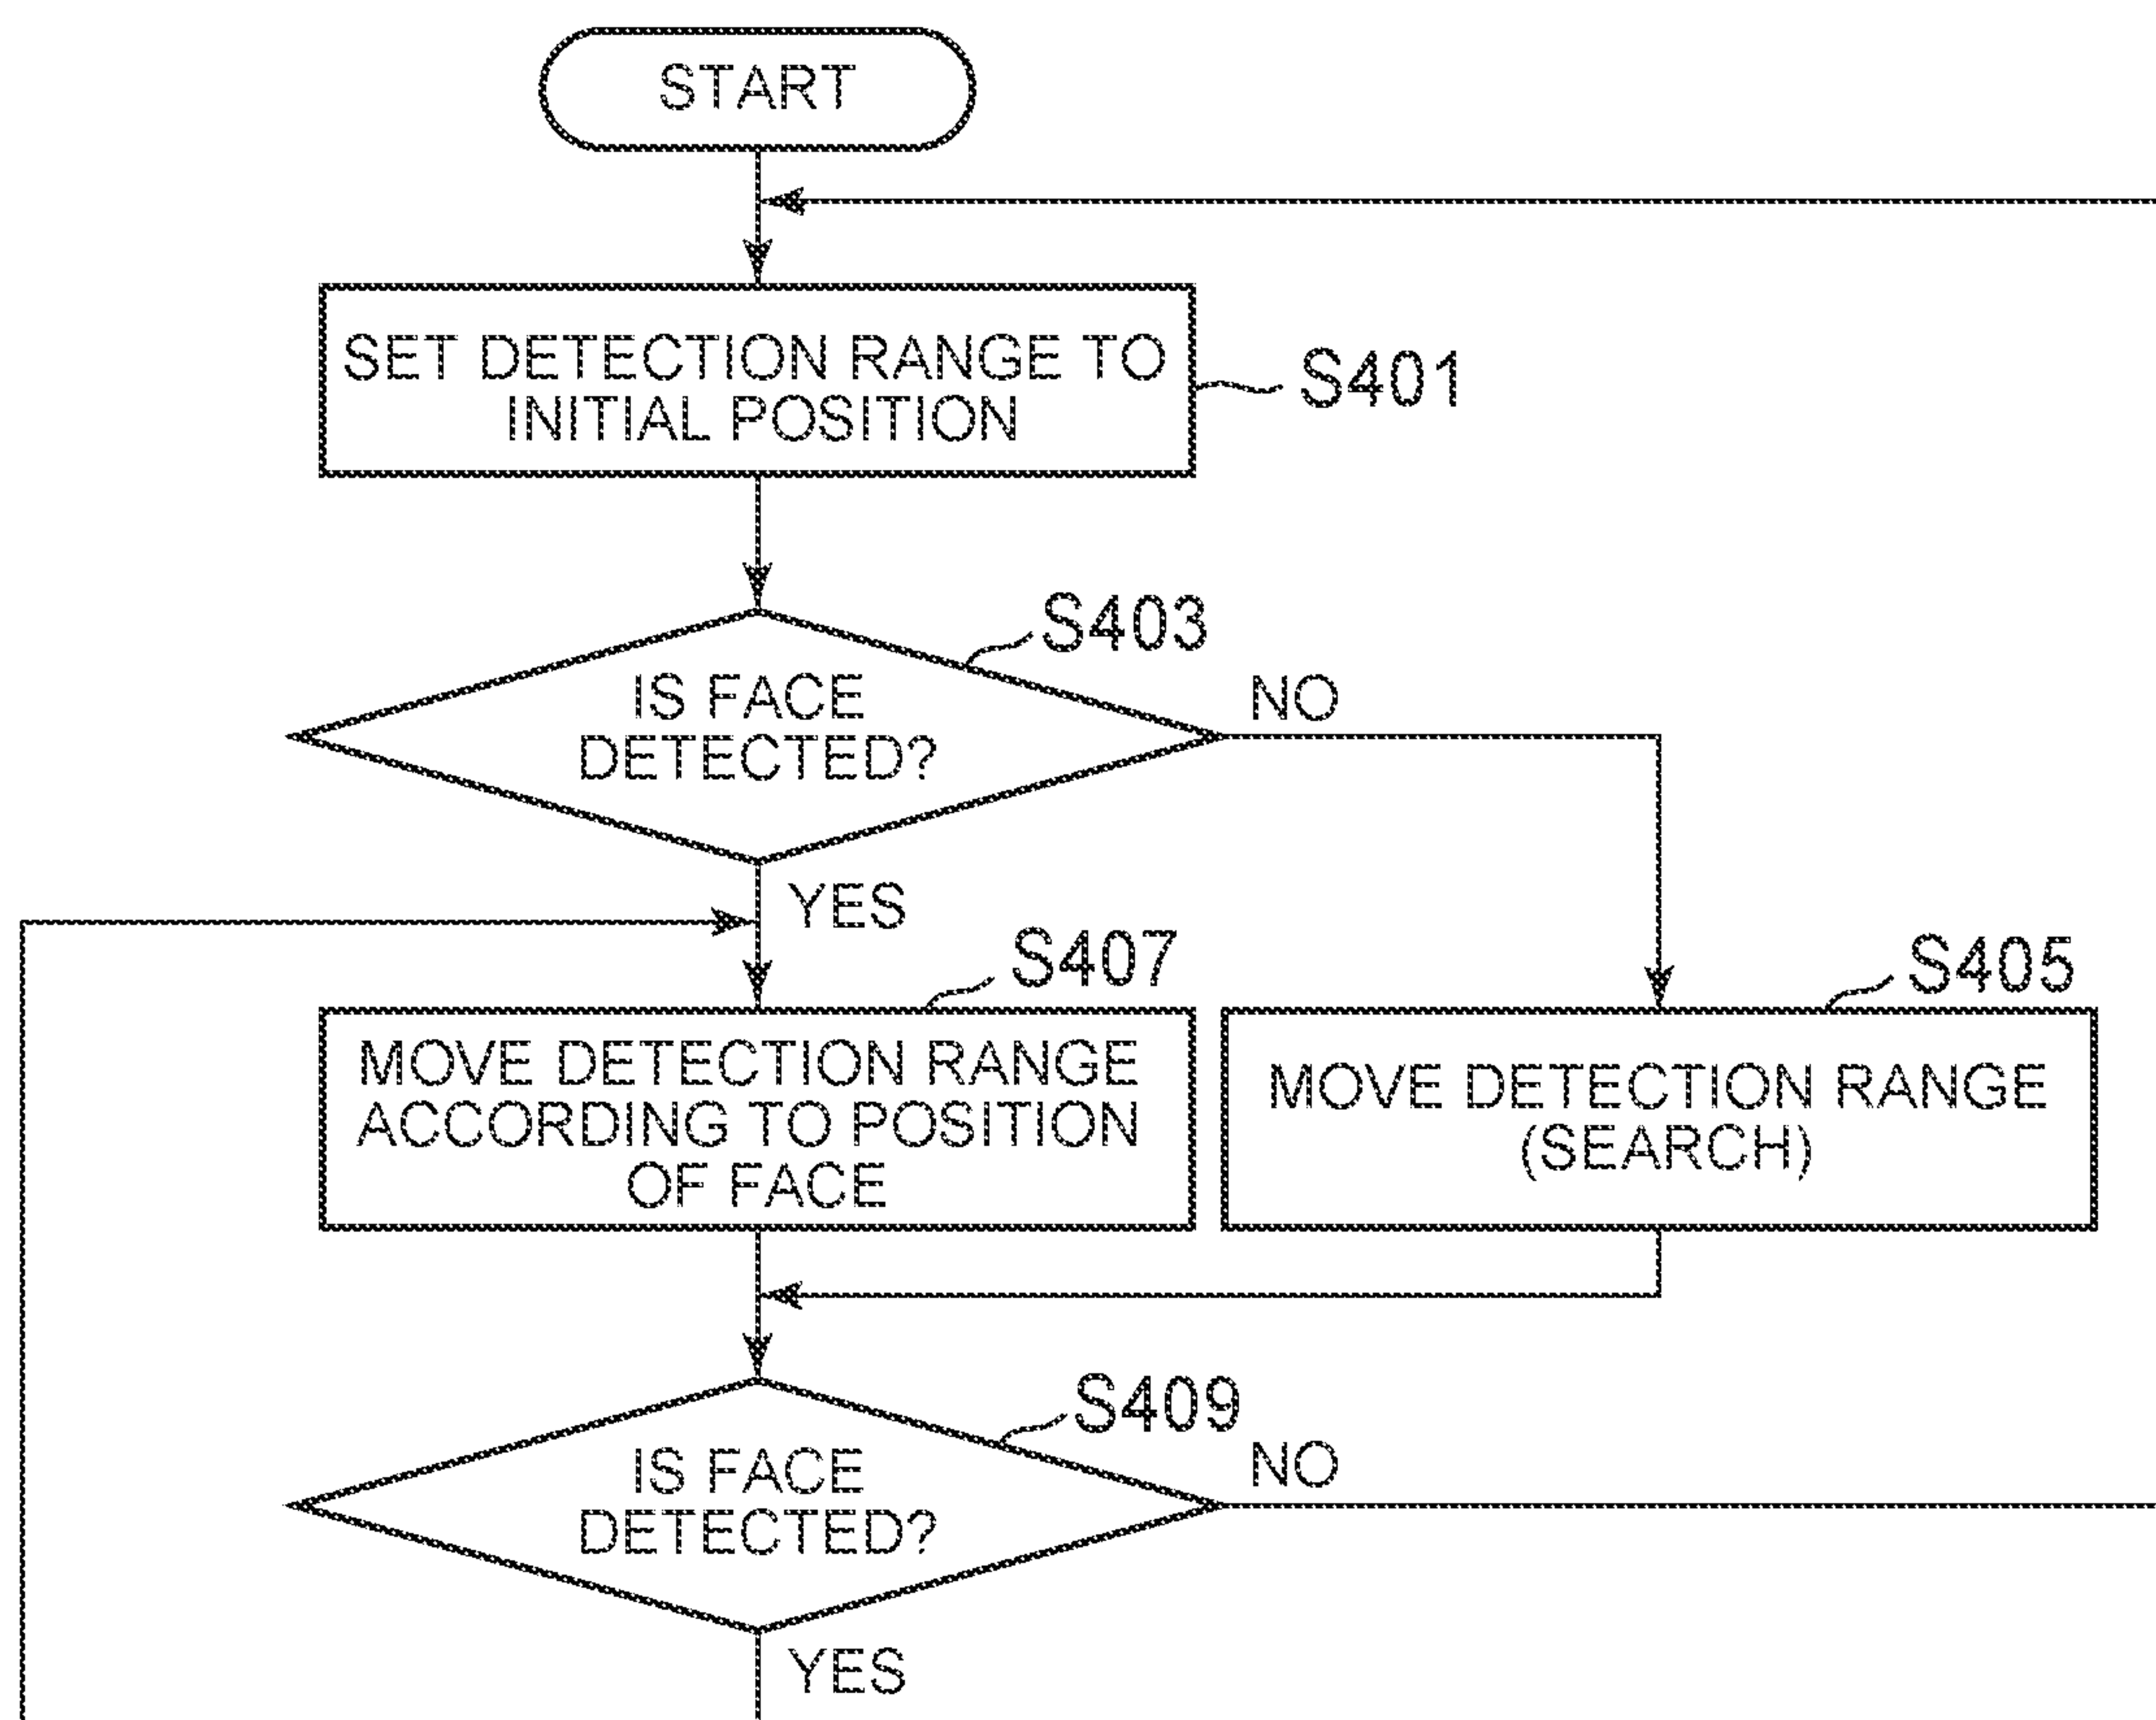 START
SET DETECTION RANGE TO
INITIAL POSITION
S401
S403
IS FACE
DETECTED?
NO
YES
S407
MOVE DETECTION RANGE
ACCORDING TO POSITION
OF FACE
S405
MOVE DETECTION RANGE
(SEARCH)
S409
IS FACE
DETECTED?
NO
YES